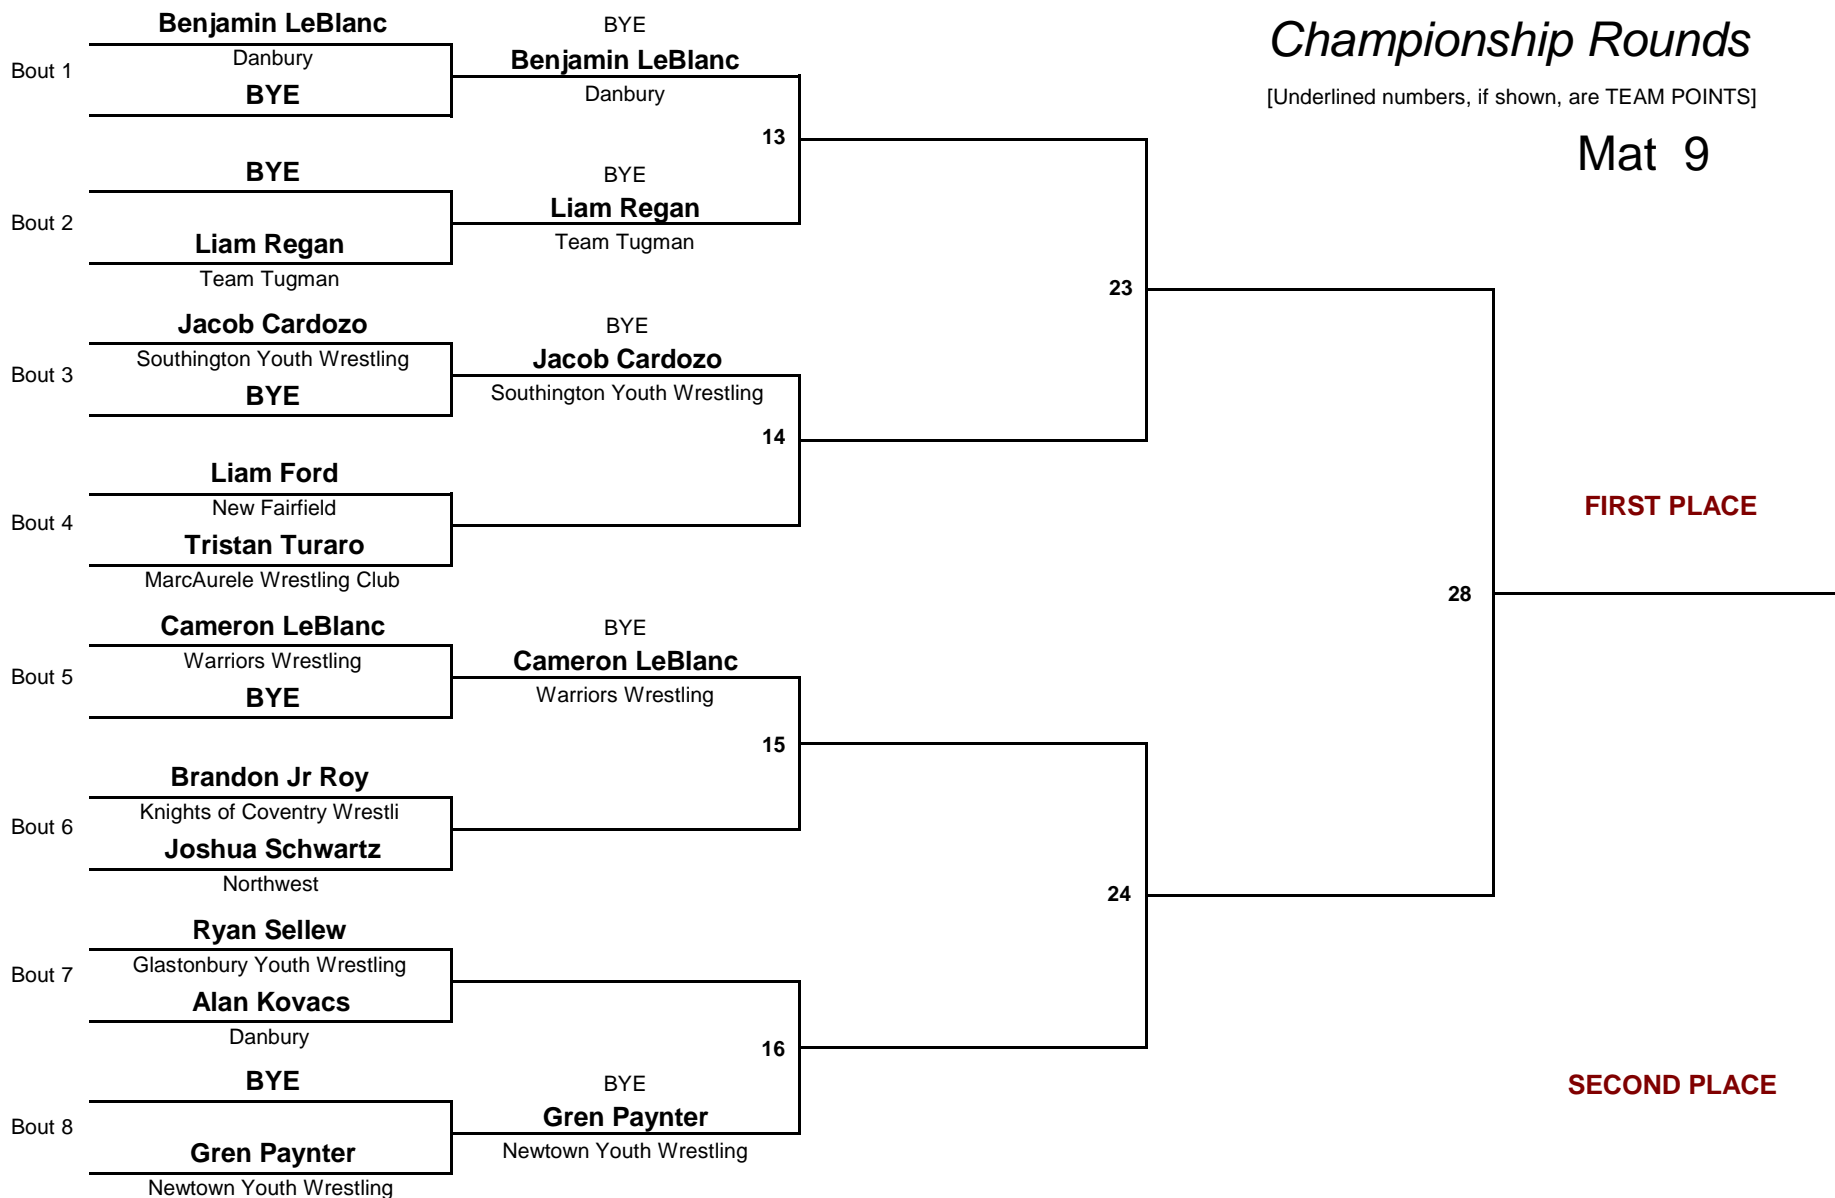 Championship Rounds
[Underlined numbers, if shown, are TEAM POINTS]
Mat 9
Bout 1
Benjamin LeBlanc
Danbury
BYE
Bout 2
BYE
Liam Regan
Team Tugman
Bout 3
Jacob Cardozo
Southington Youth Wrestling
BYE
Bout 4
Liam Ford
New Fairfield
Tristan Turaro
MarcAurele Wrestling Club
Bout 5
Cameron LeBlanc
Warriors Wrestling
BYE
Bout 6
Brandon Jr Roy
Knights of Coventry Wrestli
Joshua Schwartz
Northwest
Bout 7
Ryan Sellew
Glastonbury Youth Wrestling
Alan Kovacs
Danbury
Bout 8
BYE
Gren Paynter
Newtown Youth Wrestling
BYE
Benjamin LeBlanc
Danbury
13
BYE
Liam Regan
Team Tugman
BYE
Jacob Cardozo
Southington Youth Wrestling
14
BYE
Cameron LeBlanc
Warriors Wrestling
15
16
BYE
Gren Paynter
Newtown Youth Wrestling
23
24
28
FIRST PLACE
SECOND PLACE